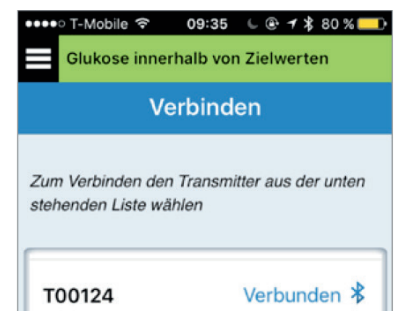 T-Mobile 09:35 80 %
Glukose innerhalb von Zielwerten
Verbinden
Zum Verbinden den Transmitter aus der unten
stehenden Liste wählen
T00124 Verbunden